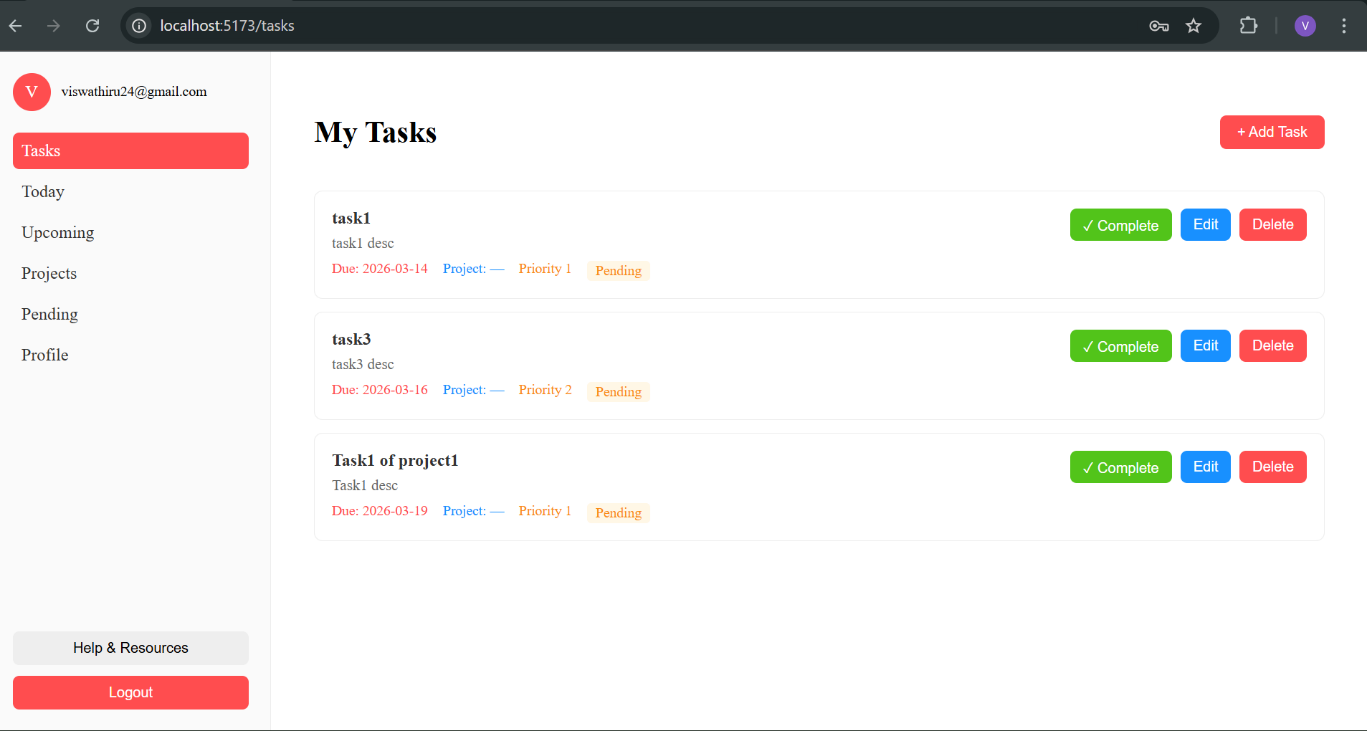 localhost:5173/tasks
V
V
viswathiru24@gmail.com
Tasks
Today
Upcoming
Projects
Pending
Profile
Help & Resources
Logout
My Tasks
+ Add Task
task1
task1 desc
Due: 2026-03-14 Project: — Priority 1 Pending
✓ Complete Edit Delete
task3
task3 desc
Due: 2026-03-16 Project: — Priority 2 Pending
✓ Complete Edit Delete
Task1 of project1
Task1 desc
Due: 2026-03-19 Project: — Priority 1 Pending
✓ Complete Edit Delete